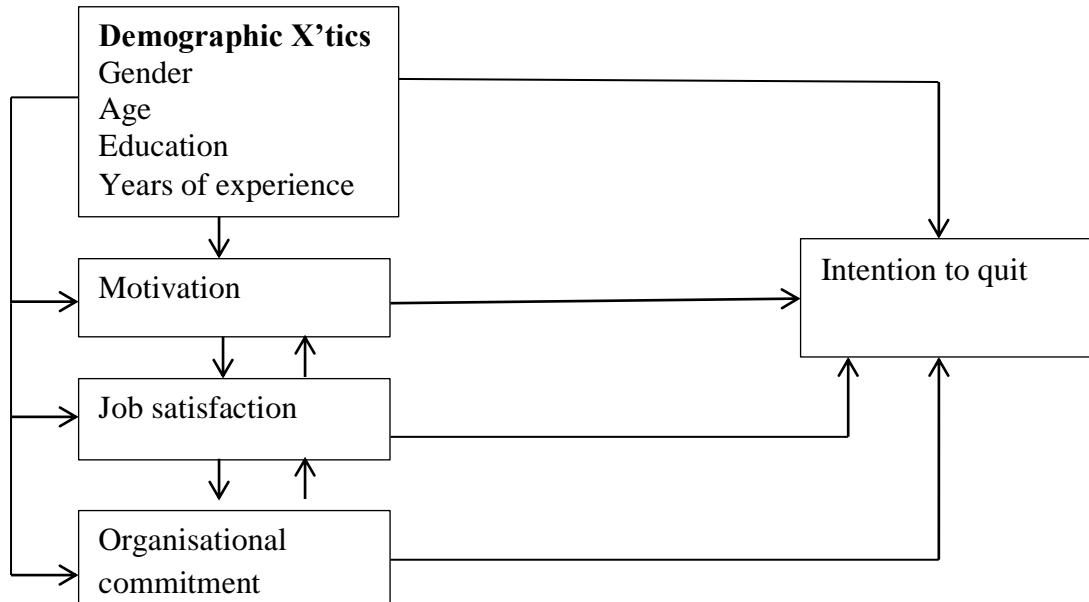 Demographic X’tics
Gender
Age
Education
Years of experience
Motivation
Intention to quit
Job satisfaction
Organisational
commitment